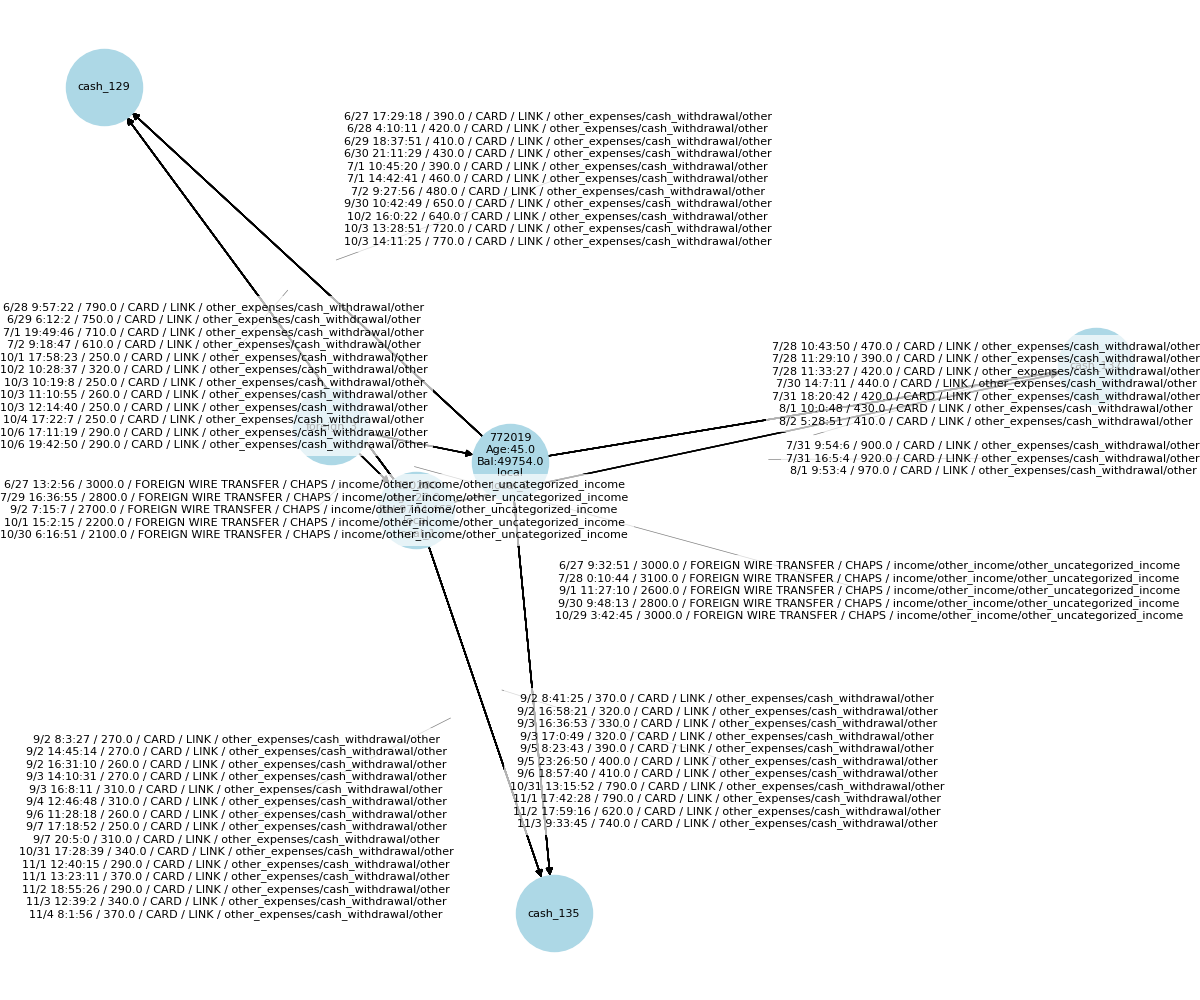 cash_129
6/27 17:29:18 / 390.0 / CARD / LINK / other_expenses/cash_withdrawal/other
6/28 4:10:11 / 420.0 / CARD / LINK / other_expenses/cash_withdrawal/other
6/29 18:37:51 / 410.0 / CARD / LINK / other_expenses/cash_withdrawal/other
6/30 21:11:29 / 430.0 / CARD / LINK / other_expenses/cash_withdrawal/other
7/1 10:45:20 / 390.0 / CARD / LINK / other_expenses/cash_withdrawal/other
7/1 14:42:41 / 460.0 / CARD / LINK / other_expenses/cash_withdrawal/other
7/2 9:27:56 / 480.0 / CARD / LINK / other_expenses/cash_withdrawal/other
9/30 10:42:49 / 650.0 / CARD / LINK / other_expenses/cash_withdrawal/other
10/2 16:0:22 / 640.0 / CARD / LINK / other_expenses/cash_withdrawal/other
10/3 13:28:51 / 720.0 / CARD / LINK / other_expenses/cash_withdrawal/other
10/3 14:11:25 / 770.0 / CARD / LINK / other_expenses/cash_withdrawal/other
6/28 9:57:22 / 790.0 / CARD / LINK / other_expenses/cash_withdrawal/other
6/29 6:12:2 / 750.0 / CARD / LINK / other_expenses/cash_withdrawal/other
7/1 19:49:46 / 710.0 / CARD / LINK / other_expenses/cash_withdrawal/other
7/2 9:18:47 / 610.0 / CARD / LINK / other_expenses/cash_withdrawal/other
10/1 17:58:23 / 250.0 / CARD / LINK / other_expenses/cash_withdrawal/other
10/2 10:28:37 / 320.0 / CARD / LINK / other_expenses/cash_withdrawal/other
10/3 10:19:8 / 250.0 / CARD / LINK / other_expenses/cash_withdrawal/other
10/3 11:10:55 / 260.0 / CARD / LINK / other_expenses/cash_withdrawal/other
10/3 12:14:40 / 250.0 / CARD / LINK / other_expenses/cash_withdrawal/other
10/4 17:22:7 / 250.0 / CARD / LINK / other_expenses/cash_withdrawal/other
10/6 17:11:19 / 290.0 / CARD / LINK / other_expenses/cash_withdrawal/other
10/6 19:42:50 / 290.0 / CARD / LINK / other_expenses/cash_withdrawal/other
7/28 10:43:50 / 470.0 / CARD / LINK / other_expenses/cash_withdrawal/other
7/28 11:29:10 / 390.0 / CARD / LINK / other_expenses/cash_withdrawal/other
7/28 11:33:27 / 420.0 / CARD / LINK / other_expenses/cash_withdrawal/other
7/30 14:7:11 / 440.0 / CARD / LINK / other_expenses/cash_withdrawal/other
7/31 18:20:42 / 420.0 / CARD / LINK / other_expenses/cash_withdrawal/other
8/1 10:0:48 / 430.0 / CARD / LINK / other_expenses/cash_withdrawal/other
8/2 5:28:51 / 410.0 / CARD / LINK / other_expenses/cash_withdrawal/other
7/31 9:54:6 / 900.0 / CARD / LINK / other_expenses/cash_withdrawal/other
7/31 16:5:4 / 920.0 / CARD / LINK / other_expenses/cash_withdrawal/other
8/1 9:53:4 / 970.0 / CARD / LINK / other_expenses/cash_withdrawal/other
772019
Age:45.0
Bal:49754.0
local
6/27 13:2:56 / 3000.0 / FOREIGN WIRE TRANSFER / CHAPS / income/other_income/other_uncategorized_income
7/29 16:36:55 / 2800.0 / FOREIGN WIRE TRANSFER / CHAPS / income/other_income/other_uncategorized_income
9/2 7:15:7 / 2700.0 / FOREIGN WIRE TRANSFER / CHAPS / income/other_income/other_uncategorized_income
10/1 15:2:15 / 2200.0 / FOREIGN WIRE TRANSFER / CHAPS / income/other_income/other_uncategorized_income
10/30 6:16:51 / 2100.0 / FOREIGN WIRE TRANSFER / CHAPS / income/other_income/other_uncategorized_income
6/27 9:32:51 / 3000.0 / FOREIGN WIRE TRANSFER / CHAPS / income/other_income/other_uncategorized_income
7/28 0:10:44 / 3100.0 / FOREIGN WIRE TRANSFER / CHAPS / income/other_income/other_uncategorized_income
9/1 11:27:10 / 2600.0 / FOREIGN WIRE TRANSFER / CHAPS / income/other_income/other_uncategorized_income
9/30 9:48:13 / 2800.0 / FOREIGN WIRE TRANSFER / CHAPS / income/other_income/other_uncategorized_income
10/29 3:42:45 / 3000.0 / FOREIGN WIRE TRANSFER / CHAPS / income/other_income/other_uncategorized_income
9/2 8:41:25 / 370.0 / CARD / LINK / other_expenses/cash_withdrawal/other
9/2 16:58:21 / 320.0 / CARD / LINK / other_expenses/cash_withdrawal/other
9/3 16:36:53 / 330.0 / CARD / LINK / other_expenses/cash_withdrawal/other
9/3 17:0:49 / 320.0 / CARD / LINK / other_expenses/cash_withdrawal/other
9/5 8:23:43 / 390.0 / CARD / LINK / other_expenses/cash_withdrawal/other
9/5 23:26:50 / 400.0 / CARD / LINK / other_expenses/cash_withdrawal/other
9/6 18:57:40 / 410.0 / CARD / LINK / other_expenses/cash_withdrawal/other
10/31 13:15:52 / 790.0 / CARD / LINK / other_expenses/cash_withdrawal/other
11/1 17:42:28 / 790.0 / CARD / LINK / other_expenses/cash_withdrawal/other
11/2 17:59:16 / 620.0 / CARD / LINK / other_expenses/cash_withdrawal/other
11/3 9:33:45 / 740.0 / CARD / LINK / other_expenses/cash_withdrawal/other
9/2 8:3:27 / 270.0 / CARD / LINK / other_expenses/cash_withdrawal/other
9/2 14:45:14 / 270.0 / CARD / LINK / other_expenses/cash_withdrawal/other
9/2 16:31:10 / 260.0 / CARD / LINK / other_expenses/cash_withdrawal/other
9/3 14:10:31 / 270.0 / CARD / LINK / other_expenses/cash_withdrawal/other
9/3 16:8:11 / 310.0 / CARD / LINK / other_expenses/cash_withdrawal/other
9/4 12:46:48 / 310.0 / CARD / LINK / other_expenses/cash_withdrawal/other
9/6 11:28:18 / 260.0 / CARD / LINK / other_expenses/cash_withdrawal/other
9/7 17:18:52 / 250.0 / CARD / LINK / other_expenses/cash_withdrawal/other
9/7 20:5:0 / 310.0 / CARD / LINK / other_expenses/cash_withdrawal/other
10/31 17:28:39 / 340.0 / CARD / LINK / other_expenses/cash_withdrawal/other
11/1 12:40:15 / 290.0 / CARD / LINK / other_expenses/cash_withdrawal/other
11/1 13:23:11 / 370.0 / CARD / LINK / other_expenses/cash_withdrawal/other
11/2 18:55:26 / 290.0 / CARD / LINK / other_expenses/cash_withdrawal/other
11/3 12:39:2 / 340.0 / CARD / LINK / other_expenses/cash_withdrawal/other
11/4 8:1:56 / 370.0 / CARD / LINK / other_expenses/cash_withdrawal/other
cash_135